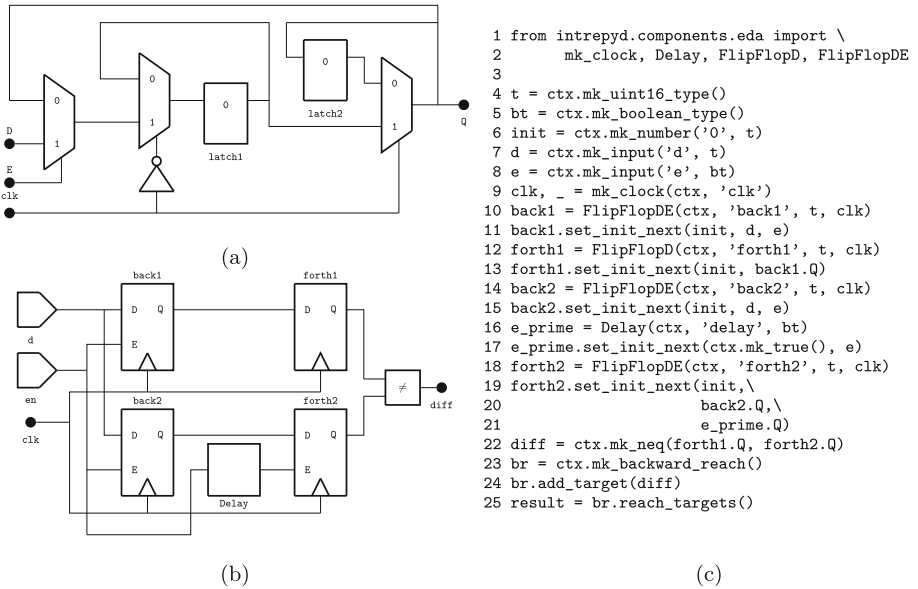 0
1
D
E
clk
0
1
0
latch1
0
latch2
0
1
Q
(a)
back1
forth1
D
Q
D
Q
E
d
en
clk
back2
forth2
D
Q
D
Q
E
E
Delay
≠
diff
(b)
1 from intrepyd.components.eda import \
2 mk_clock, Delay, FlipFlopD, FlipFlopDE
3
4 t = ctx.mk_uint16_type()
5 bt = ctx.mk_boolean_type()
6 init = ctx.mk_number('0', t)
7 d = ctx.mk_input('d', t)
8 e = ctx.mk_input('e', bt)
9 clk, _ = mk_clock(ctx, 'clk')
10 back1 = FlipFlopDE(ctx, 'back1', t, clk)
11 back1.set_init_next(init, d, e)
12 forth1 = FlipFlopD(ctx, 'forth1', t, clk)
13 forth1.set_init_next(init, back1.Q)
14 back2 = FlipFlopDE(ctx, 'back2', t, clk)
15 back2.set_init_next(init, d, e)
16 e_prime = Delay(ctx, 'delay', bt)
17 e_prime.set_init_next(ctx.mk_true(), e)
18 forth2 = FlipFlopDE(ctx, 'forth2', t, clk)
19 forth2.set_init_next(init,\
20 back2.Q,\
21 e_prime.Q)
22 diff = ctx.mk_neq(forth1.Q, forth2.Q)
23 br = ctx.mk_backward_reach()
24 br.add_target(diff)
25 result = br.reach_targets()
(c)